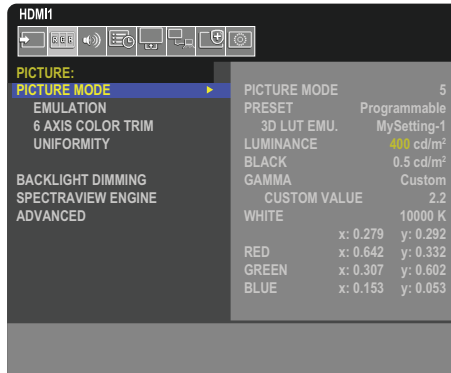 HDMI1
PICTURE:
PICTURE MODE
EMULATION
6 AXIS COLOR TRIM
UNIFORMITY
BACKLIGHT DIMMING
SPECTRAVIEW ENGINE
ADVANCED
PICTURE MODE 5
PRESET Programmable
3D LUT EMU. MySetting-1
LUMINANCE 400 cd/m²
BLACK 0.5 cd/m²
GAMMA Custom
CUSTOM VALUE 2.2
WHITE 10000 K
x: 0.279 y: 0.292
RED x: 0.642 y: 0.332
GREEN x: 0.307 y: 0.602
BLUE x: 0.153 y: 0.053